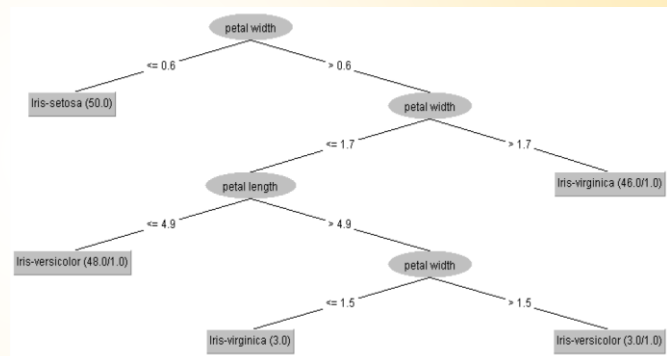 petal width
<= 0.6
> 0.6
Iris-setosa (50.0)
petal width
<= 1.7
> 1.7
petal length
Iris-virginica (46.0/1.0)
<= 4.9
> 4.9
Iris-versicolor (48.0/1.0)
petal width
<= 1.5
> 1.5
Iris-virginica (3.0)
Iris-versicolor (3.0/1.0)